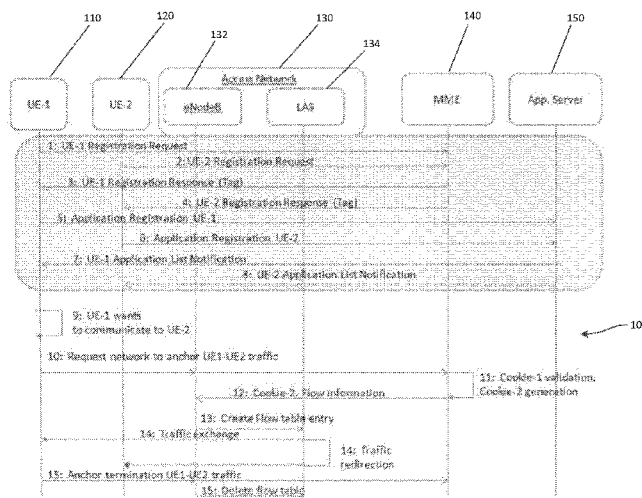 110
120
130
140
150
132
134
Access Network
UE-1
UE-2
eNodeB
LAS
MME
App. Server
1: UE-1 Registration Request
2: UE-2 Registration Request
3: UE-1 Registration Response (Tag)
4: UE-2 Registration Response (Tag)
5: Application Registration UE-1
6: Application Registration UE-2
7: UE-1 Application List Notification
8: UE-2 Application List Notification
9: UE-1 wants
to communicate to UE-2
10
10: Request network to anchor UE1-UE2 traffic
11: Cookie-1 validation,
Cookie-2 generation
12: Cookie-2, Flow information
13: Create Flow table entry
14: Traffic exchange
14: Traffic
redirection
15: Anchor termination UE1-UE2 traffic
15: Delete flow table